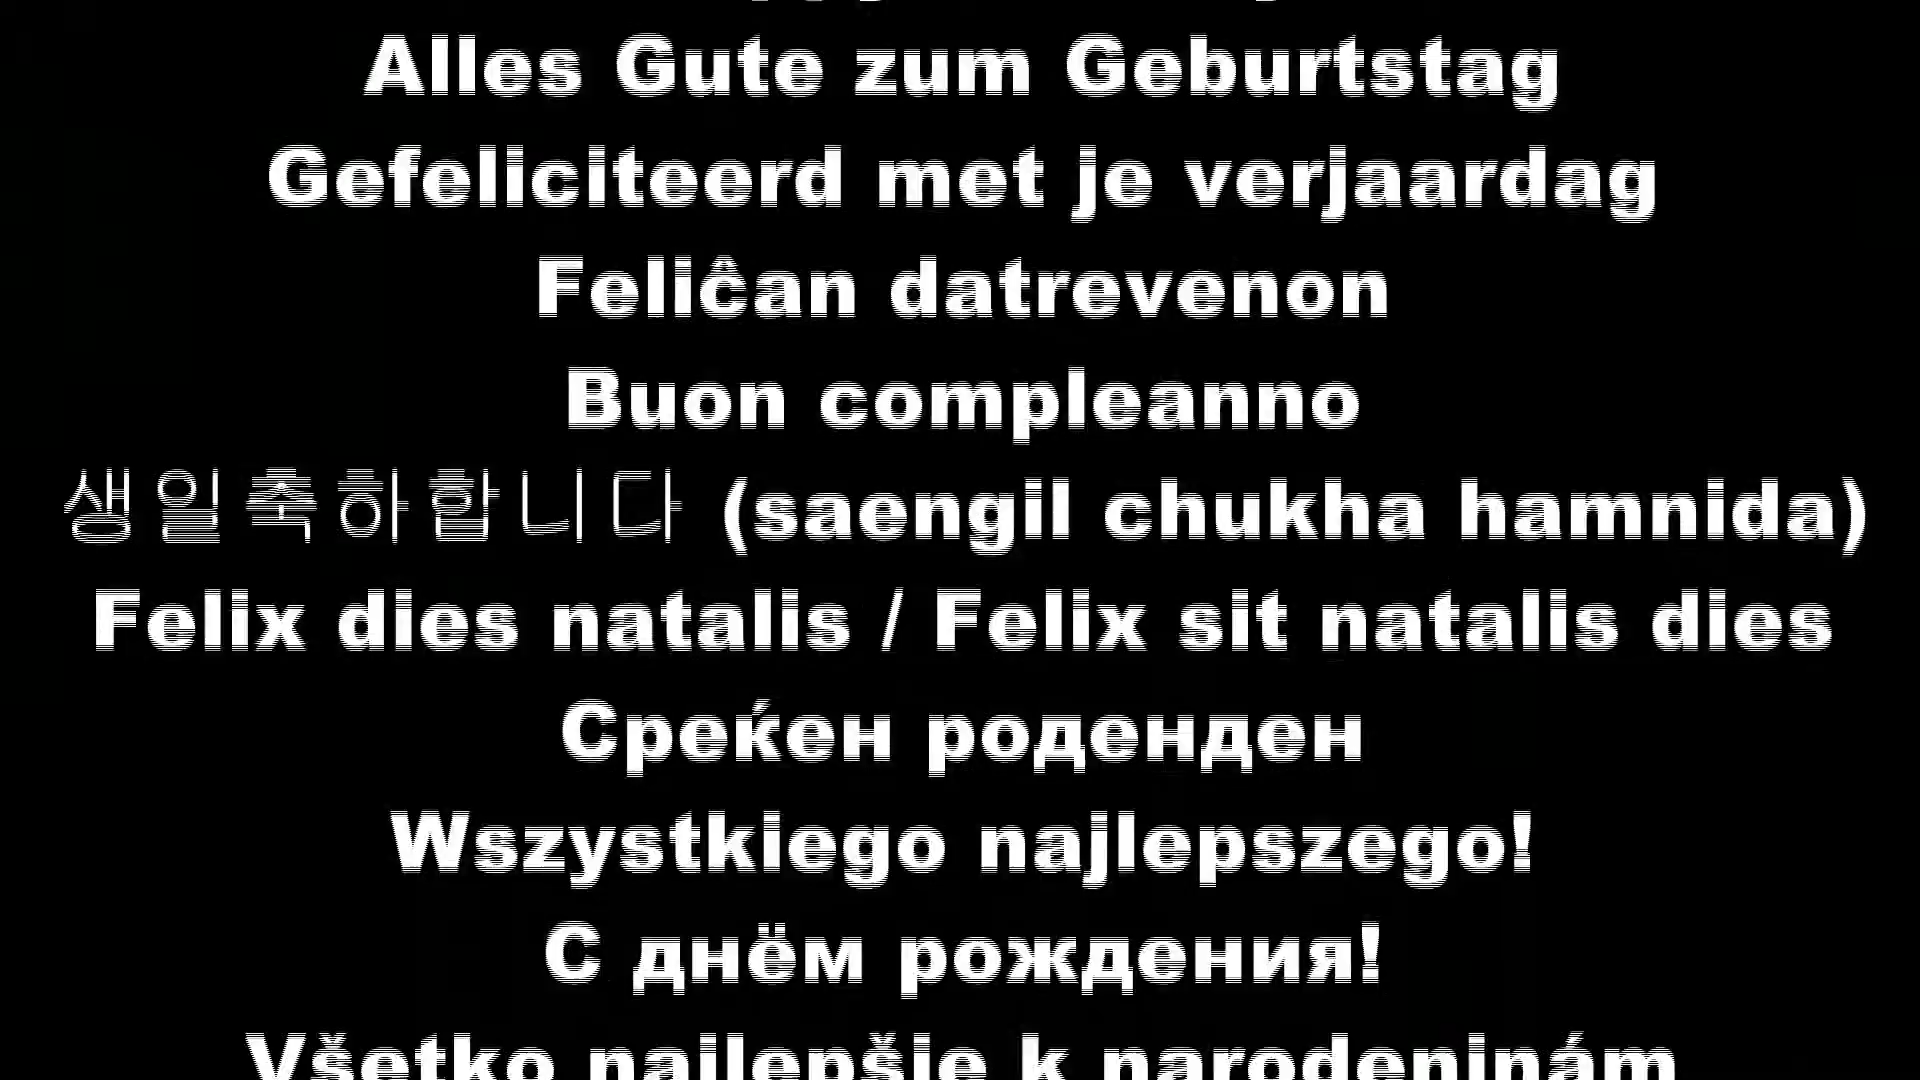 Alles Gute zum Geburtstag
Gefeliciteerd met je verjaardag
Feliĉan datrevenon
Buon compleanno
생일축하합니다 (saengil chukha hamnida)
Felix dies natalis / Felix sit natalis dies
Среќен роденден
Wszystkiego najlepszego!
С днём рождения!
Všetko najlepšie k narodeninám